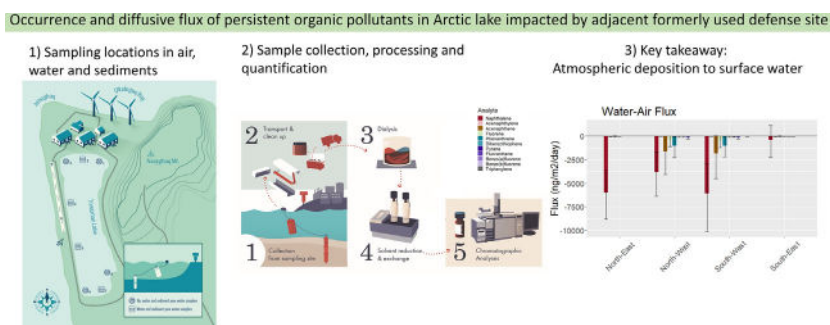 Occurrence and diffusive flux of persistent organic pollutants in Arctic lake impacted by adjacent formerly used defense site
1) Sampling locations in air,
water and sediments
2) Sample collection, processing and
quantification
3) Key takeaway:
Atmospheric deposition to surface water
2 Transport &
clean up
3 Dialysis
1 Collection
from sampling site
4 Solvent reduction
& exchange
5 Chromatographic
Analysis
Analyte
Naphthalene
Acenaphthylene
Acenaphthene
Fluorene
Phenanthrene
Dibenzothiophene
Pyrene
Fluoranthene
Triphenylene
Water-Air Flux
Flux (ng/m2/day)
0
-2500
-5000
-7500
-10000
North-East
North-West
South-West
South-East